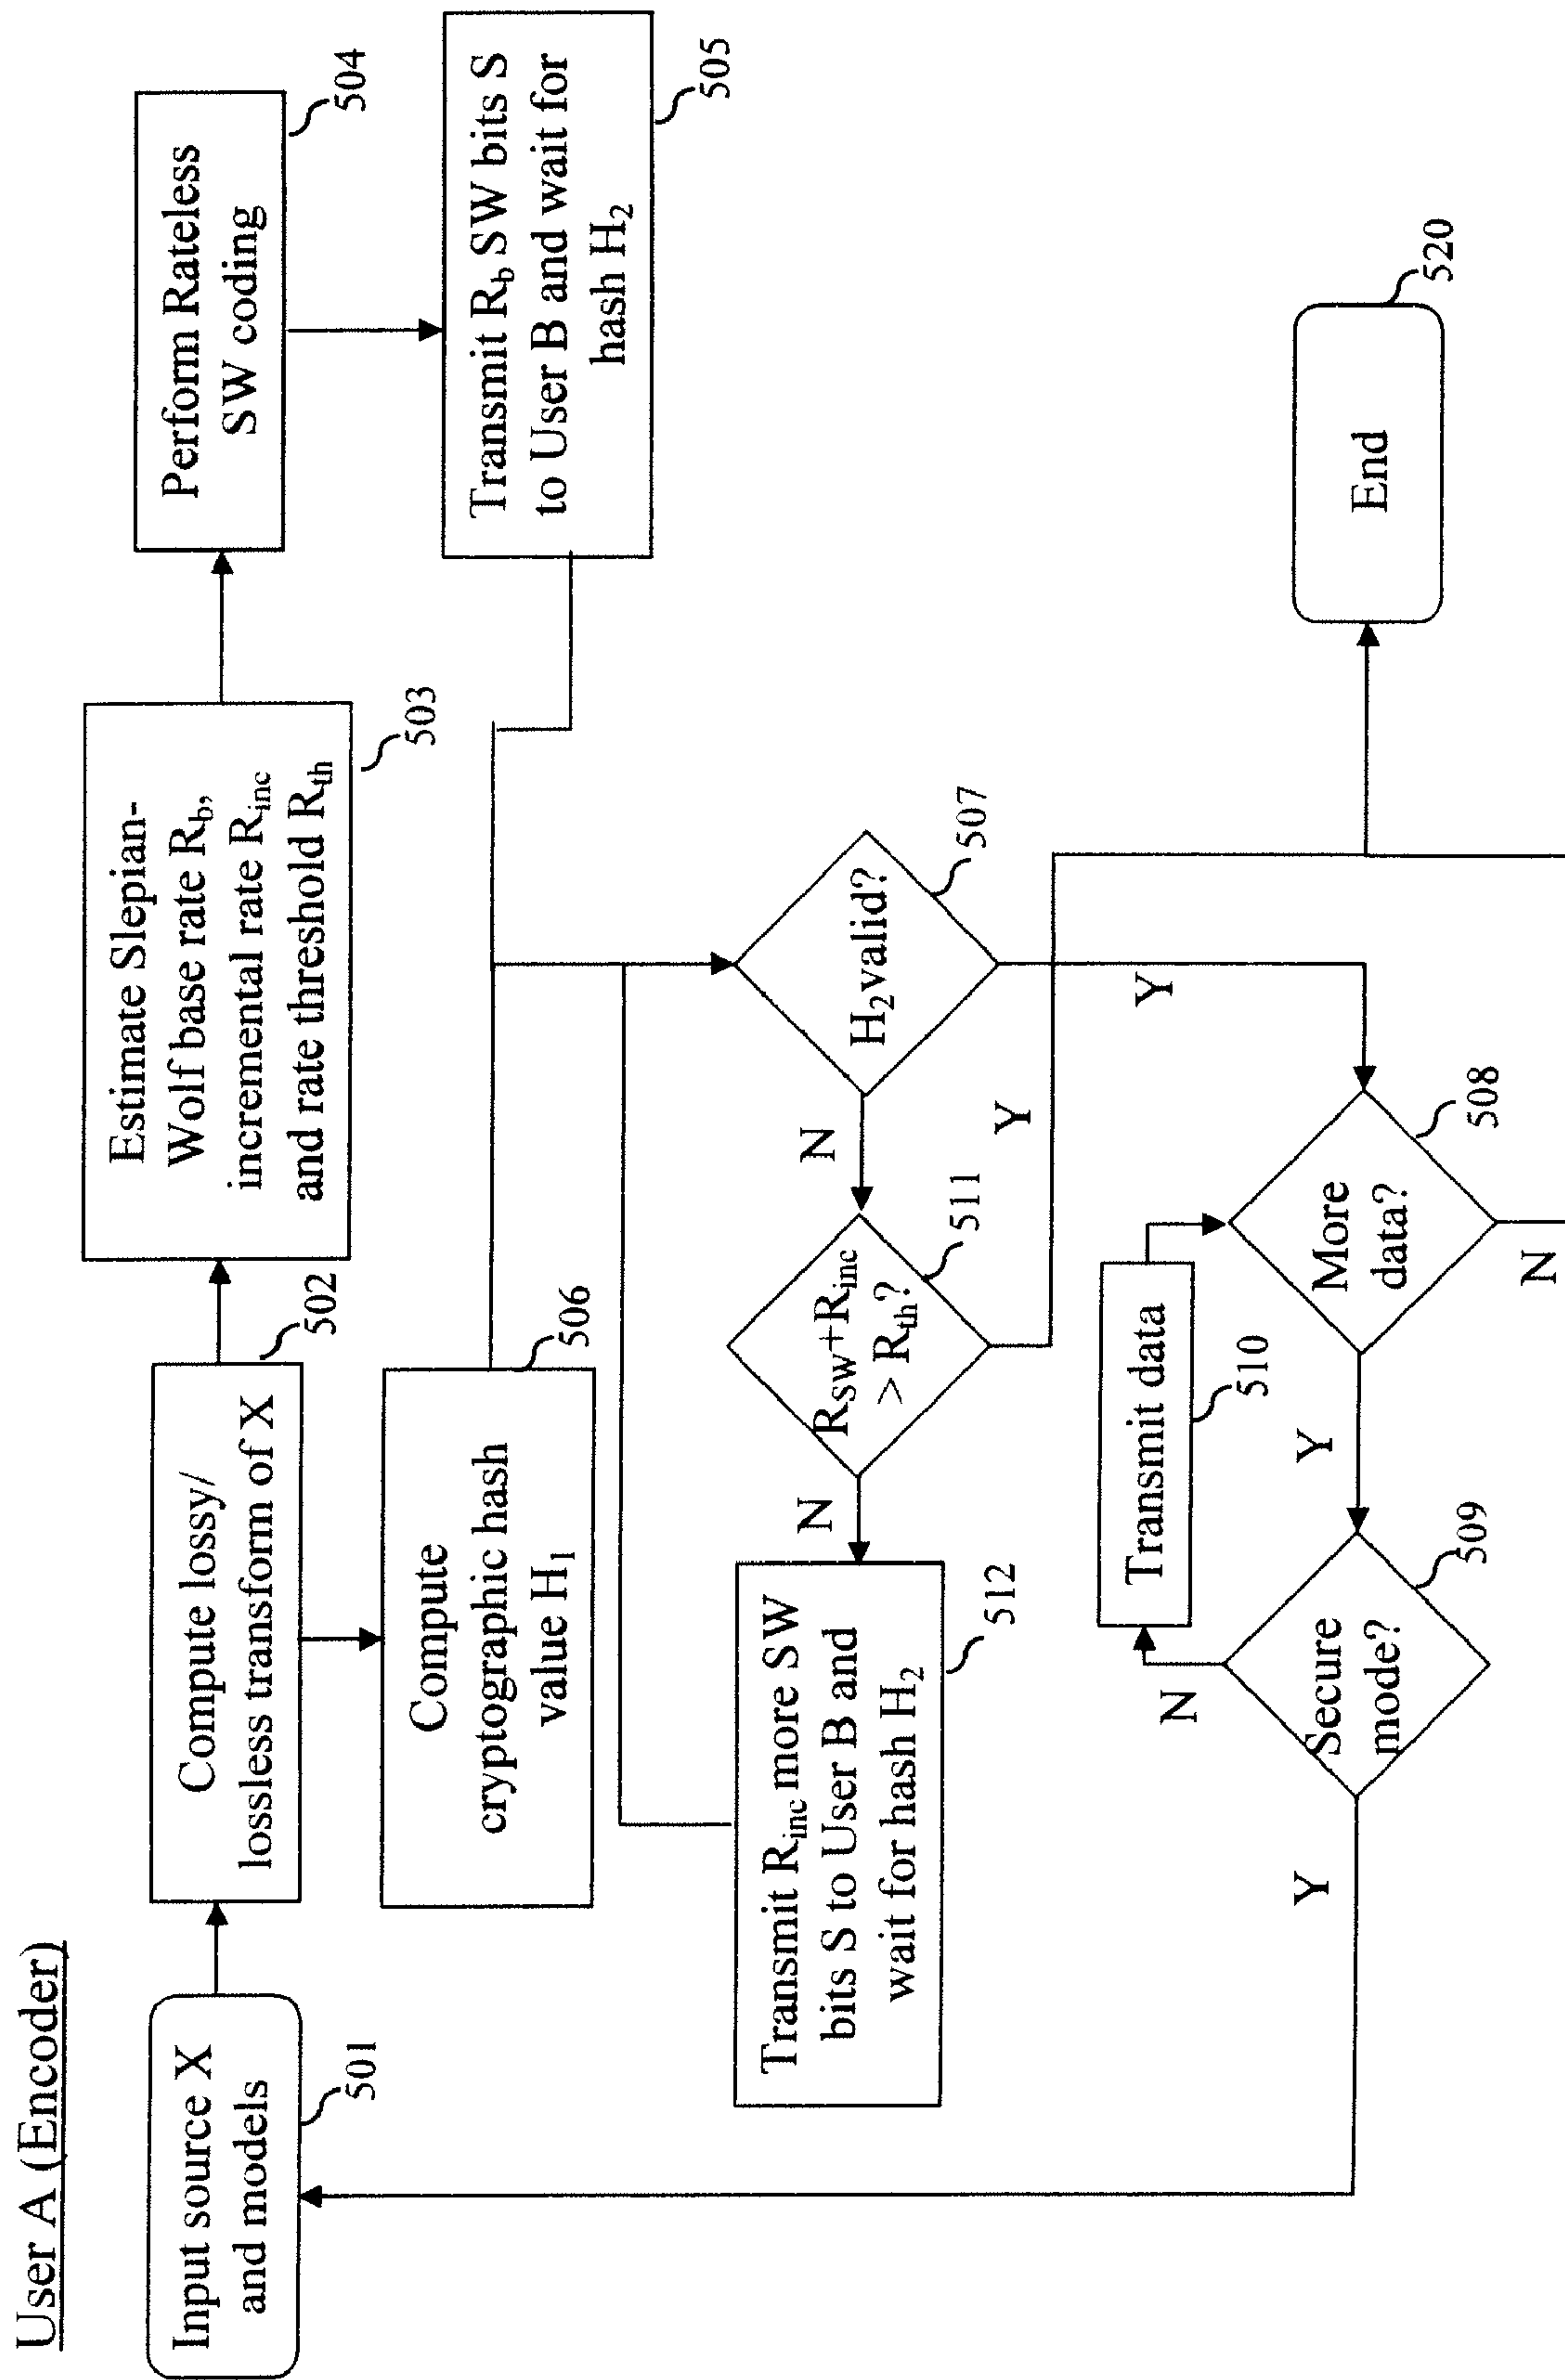 User A (Encoder)
Input source X
and models
501
Compute lossy/
lossless transform of X
502
Estimate Slepian-
Wolf base rate R_b,
incremental rate R_inc
and rate threshold R_th
503
Perform Rateless
SW coding
504
Transmit R_b SW bits S
to User B and wait for
hash H₂
505
Compute
cryptographic hash
value H₁
506
H₂ valid?
507
N
Y
R_SW+R_inc
> R_th?
511
N
Y
Transmit R_inc more SW
bits S to User B and
wait for hash H₂
512
More
data?
508
Y
N
Secure
mode?
509
N
Y
Transmit data
510
End
520